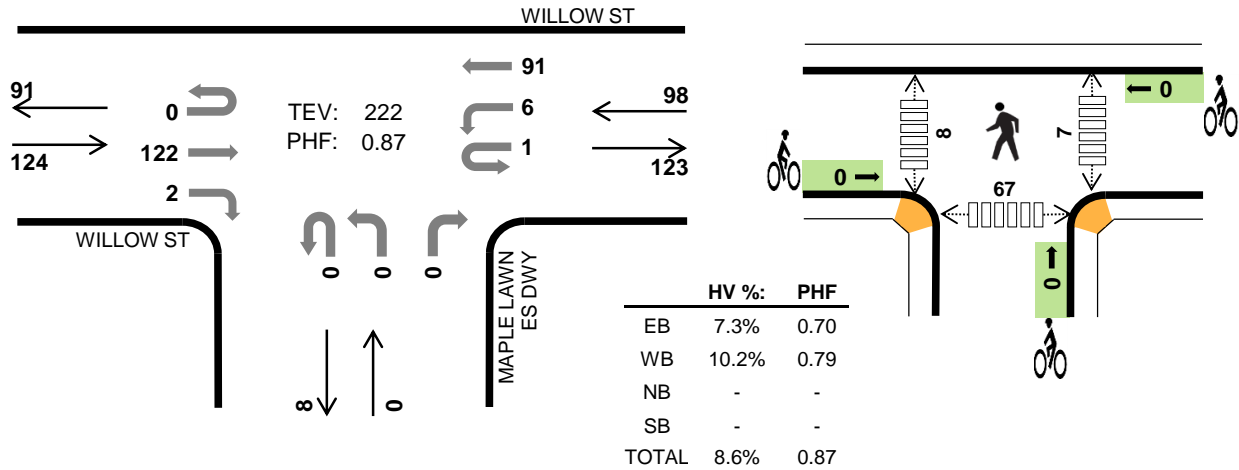 WILLOW ST
91
124
0
122
2
TEV: 222
PHF: 0.87
91
6
1
98
123
WILLOW ST
0
0
0
MAPLE LAWN
ES DWY
8
0
0
0
8
7
67
0
HV %: PHF
EB 7.3% 0.70
WB 10.2% 0.79
NB - -
SB - -
TOTAL 8.6% 0.87